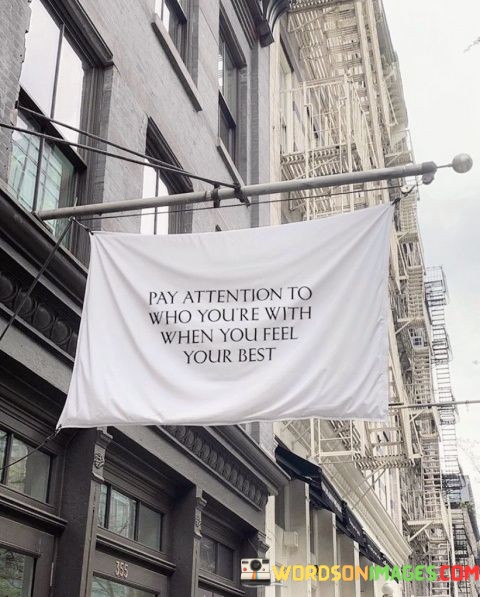 PAY ATTENTION TO
WHO YOU'RE WITH
WHEN YOU FEEL
YOUR BEST
355
WORDSONIMAGES.COM